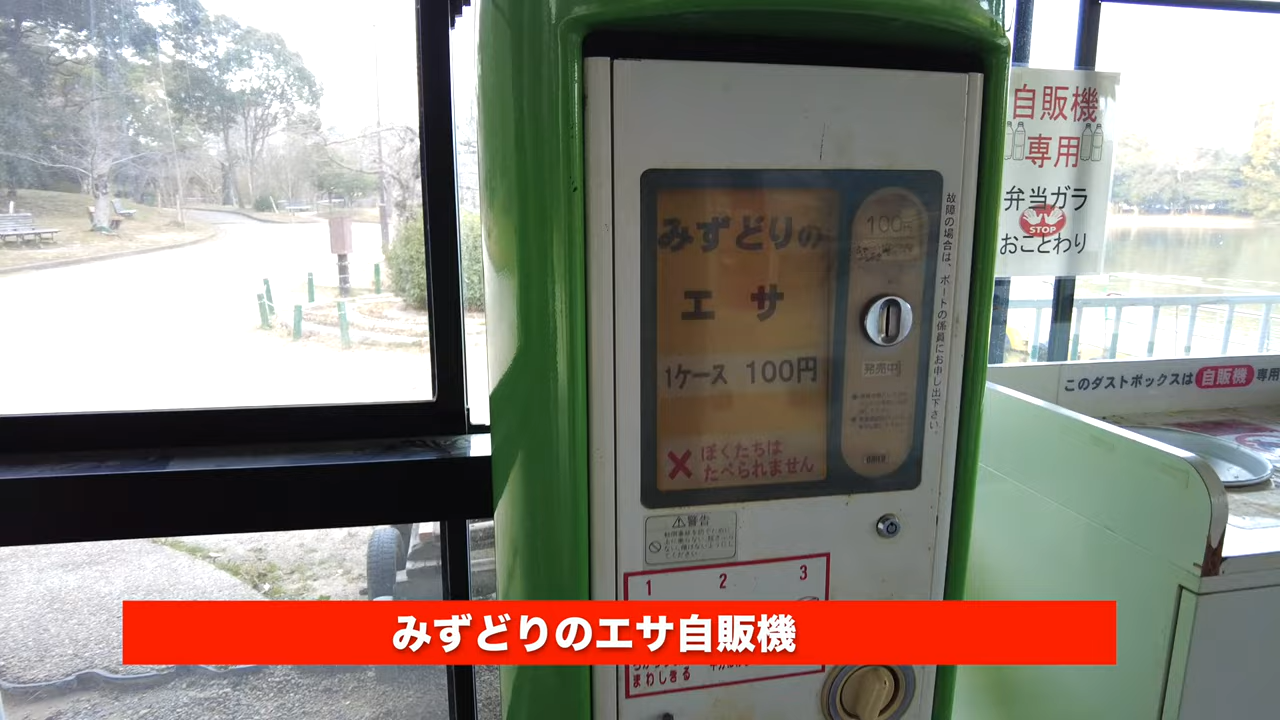 みずどりの
エサ
1ケース 100円
×ぼくたちは
たべられません
100円
発売中
故障の場合は、ボートの係員にお申し出下さい。
⚠警告
1 2 3
まわしきる
自販機
専用
弁当ガラ
STOP
おことわり
このダストボックスは自販機専用
みずどりのエサ自販機